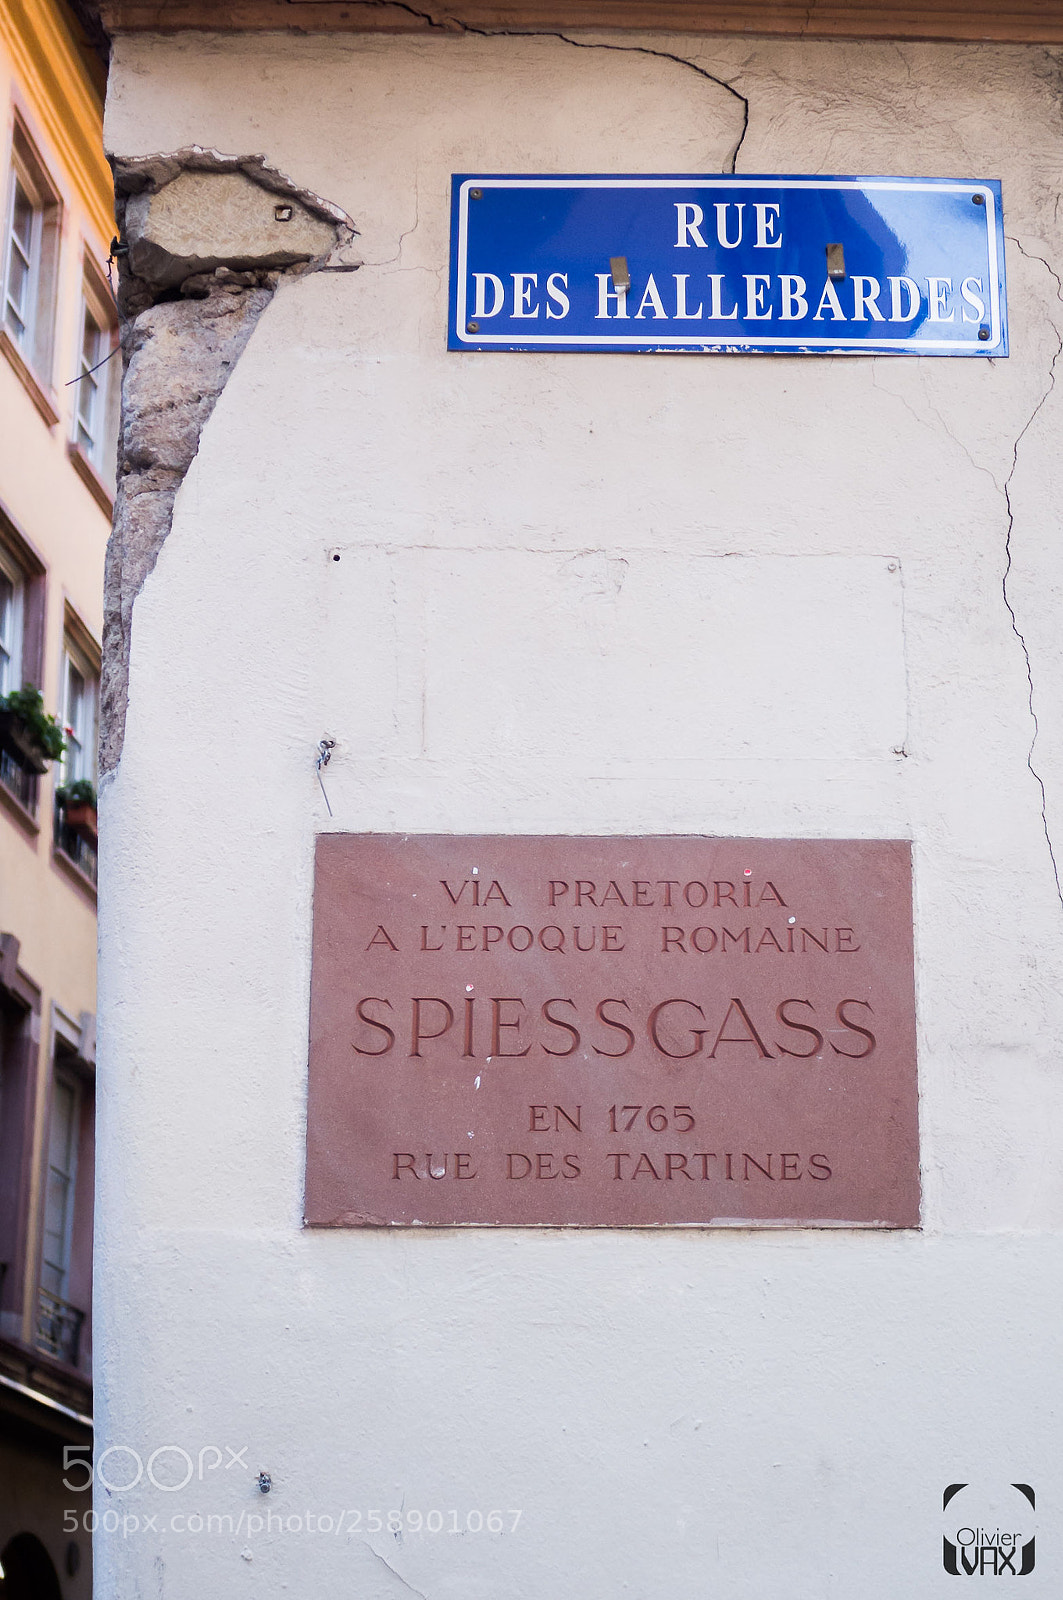 RUE
DES HALLEBARDES
VIA PRAETORIA
A L'EPOQUE ROMAINE
SPIESSGASS
EN 1765
RUE DES TARTINES
500px
500px.com/photo/258901067
Olivier
VAX